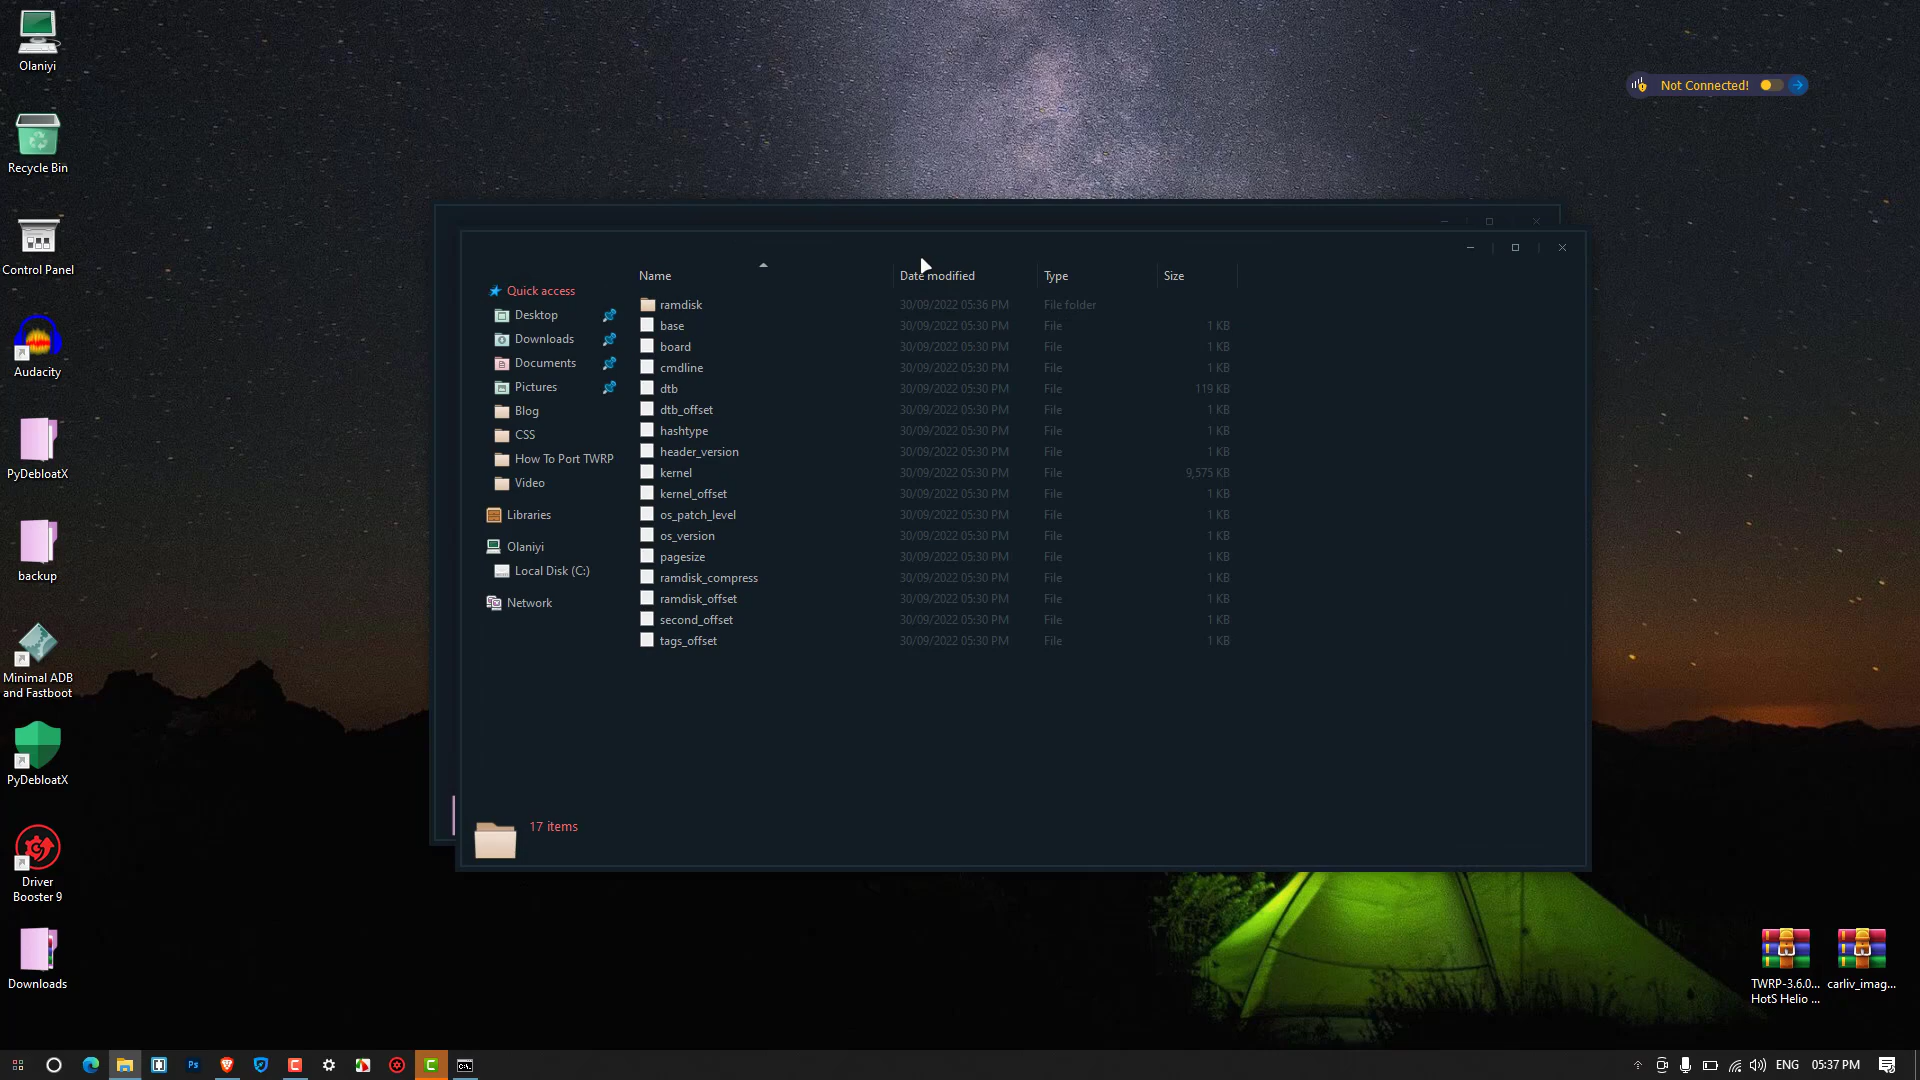 Olaniyi
Recycle Bin
Control Panel
Audacity
PyDebloatX
backup
Minimal ADB
and Fastboot
PyDebloatX
Driver
Booster 9
Downloads
Not Connected!
Name
Date modified
Type
Size
Quick access
Desktop
Downloads
Documents
Pictures
Blog
CSS
How To Port TWRP
Video
Libraries
Olaniyi
Local Disk (C:)
Network
ramdisk 30/09/2022 05:36 PM File folder
base 30/09/2022 05:30 PM File 1 KB
board 30/09/2022 05:30 PM File 1 KB
cmdline 30/09/2022 05:30 PM File 1 KB
dtb 30/09/2022 05:30 PM File 119 KB
dtb_offset 30/09/2022 05:30 PM File 1 KB
hashtype 30/09/2022 05:30 PM File 1 KB
header_version 30/09/2022 05:30 PM File 1 KB
kernel 30/09/2022 05:30 PM File 9,575 KB
kernel_offset 30/09/2022 05:30 PM File 1 KB
os_patch_level 30/09/2022 05:30 PM File 1 KB
os_version 30/09/2022 05:30 PM File 1 KB
pagesize 30/09/2022 05:30 PM File 1 KB
ramdisk_compress 30/09/2022 05:30 PM File 1 KB
ramdisk_offset 30/09/2022 05:30 PM File 1 KB
second_offset 30/09/2022 05:30 PM File 1 KB
tags_offset 30/09/2022 05:30 PM File 1 KB
17 items
TWRP-3.6.0...
HotS Helio ...
carliv_imag...
Ps
C
C
C:\
ENG
05:37 PM